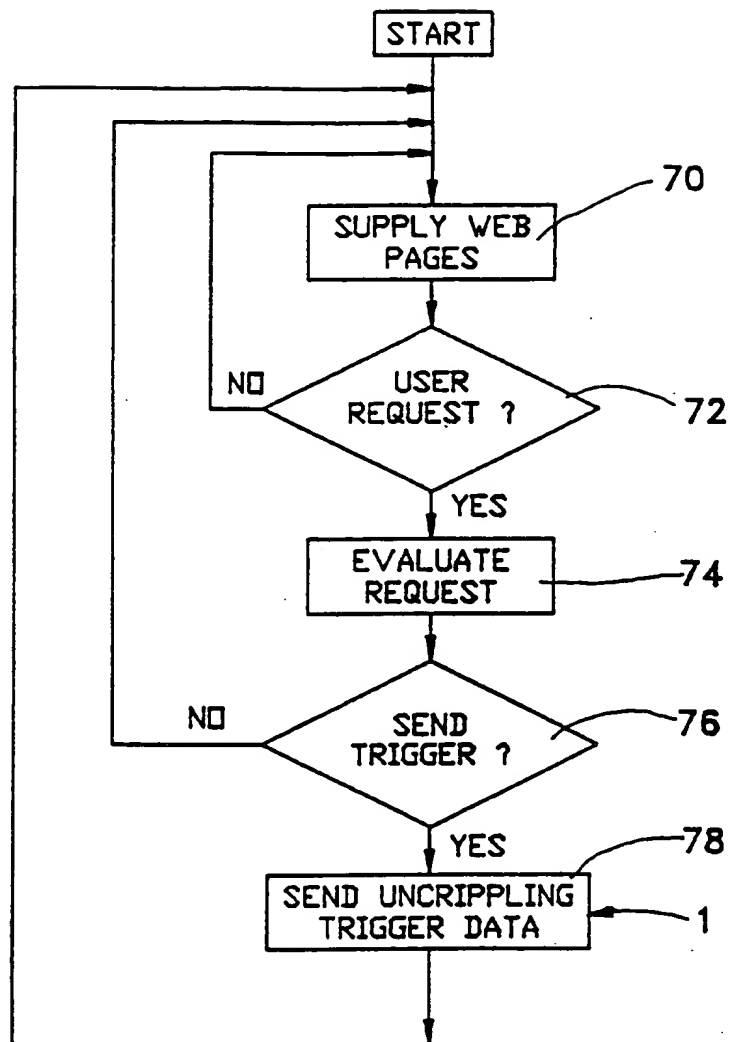 START
70
SUPPLY WEB
PAGES
NO
USER
REQUEST ?
72
YES
EVALUATE
REQUEST
74
NO
SEND
TRIGGER ?
76
YES
78
SEND UNCRIPPLING
TRIGGER DATA
1